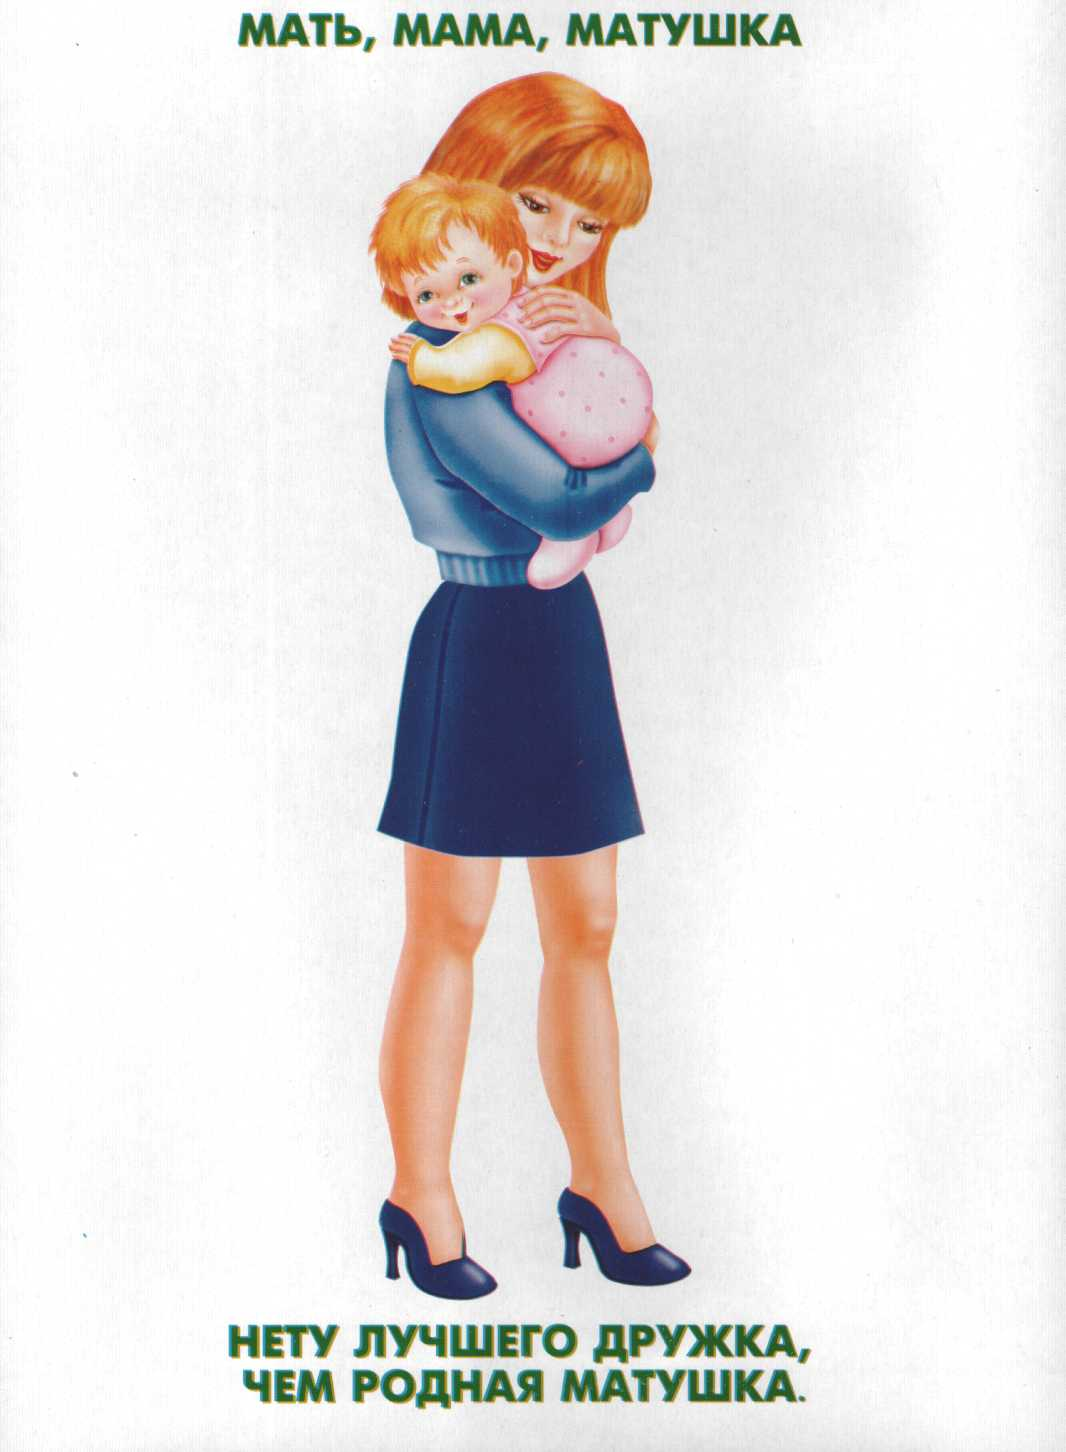 МАТЬ, МАМА, МАТУШКА
НЕТУ ЛУЧШЕГО ДРУЖКА,
ЧЕМ РОДНАЯ МАТУШКА.